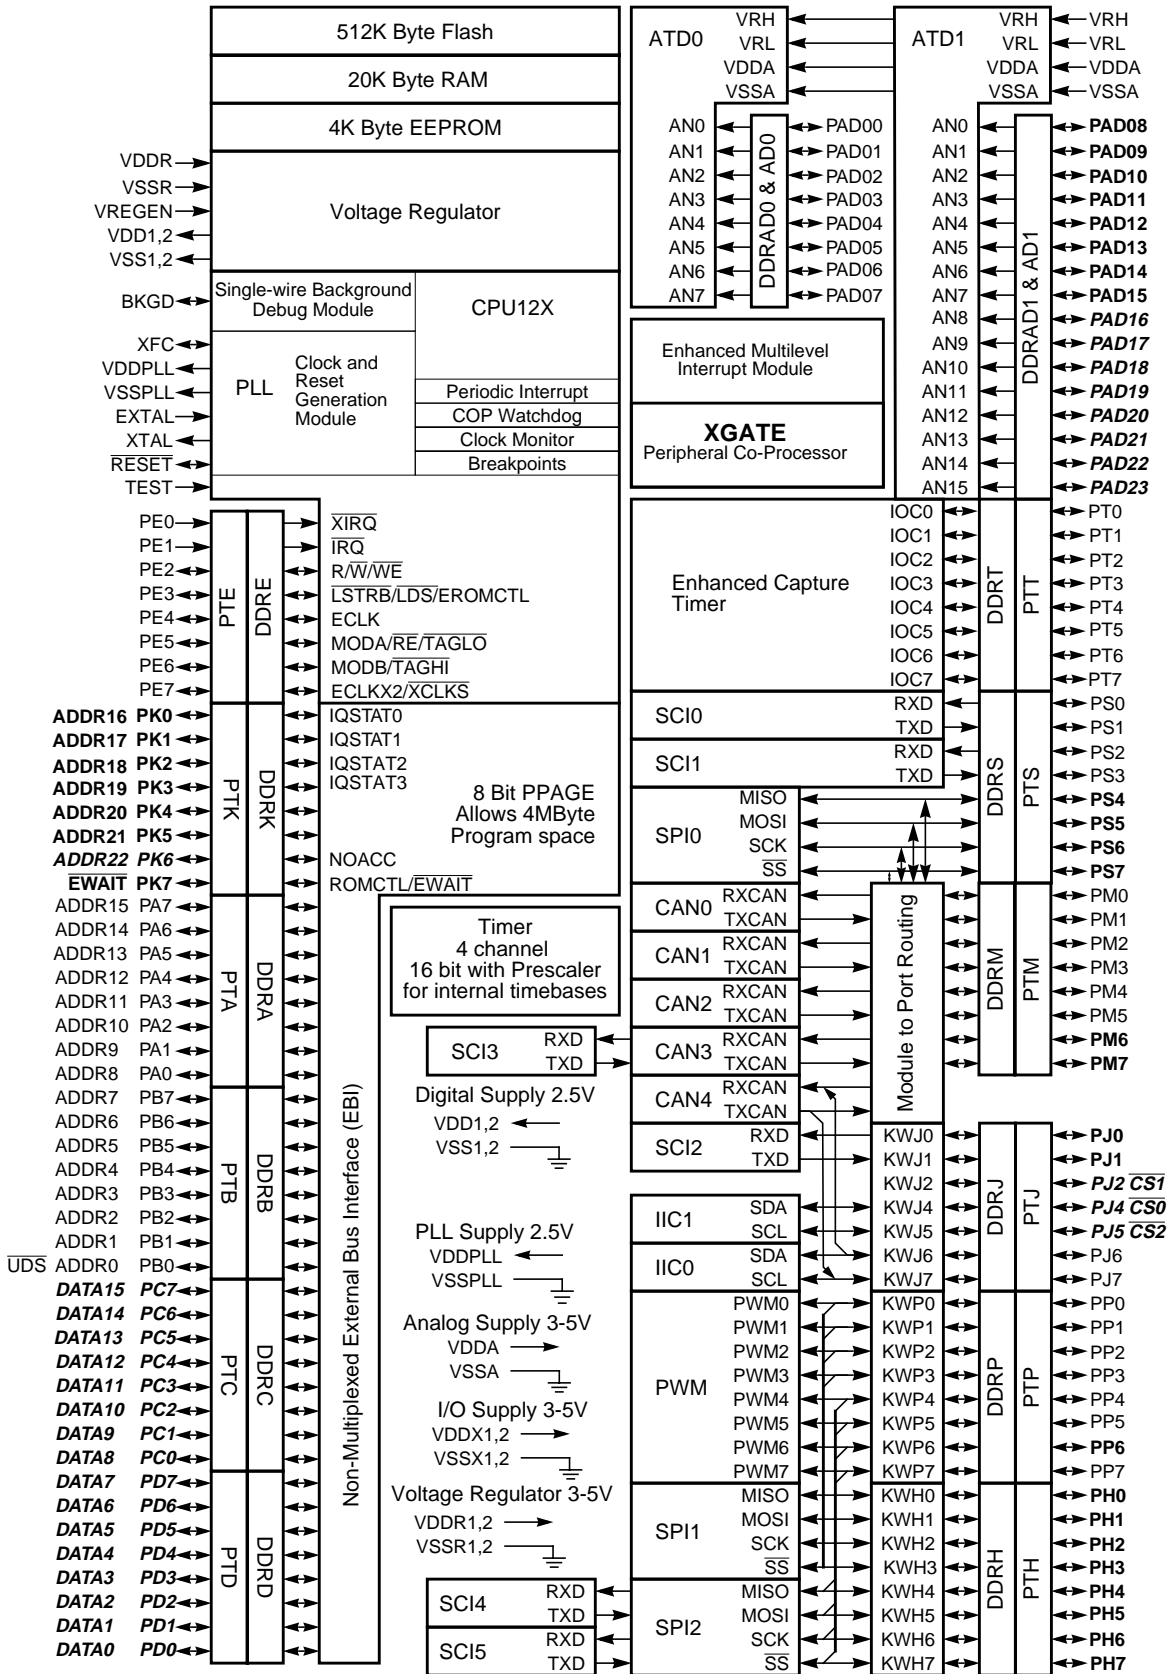 512K Byte Flash
20K Byte RAM
4K Byte EEPROM
Voltage Regulator
VDDR
VSSR
VREGEN
VDD1,2
VSS1,2
BKGD
XFC
VDDPLL
VSSPLL
EXTAL
XTAL
RESET
TEST
Single-wire Background
Debug Module
CPU12X
PLL
Clock and
Reset
Generation
Module
Periodic Interrupt
COP Watchdog
Clock Monitor
Breakpoints
PE0
PE1
PE2
PE3
PE4
PE5
PE6
PE7
PTE
DDRE
XIRQ
IRQ
R/W/WE
LSTRB/LDS/EROMCTL
ECLK
MODA/RE/TAGLO
MODB/TAGHI
ECLKX2/XCLKS
ADDR16 PK0
ADDR17 PK1
ADDR18 PK2
ADDR19 PK3
ADDR20 PK4
ADDR21 PK5
ADDR22 PK6
EWAIT PK7
PTK
DDRK
IQSTAT0
IQSTAT1
IQSTAT2
IQSTAT3
NOACC
ROMCTL/EWAIT
8 Bit PPAGE
Allows 4MByte
Program space
ADDR15 PA7
ADDR14 PA6
ADDR13 PA5
ADDR12 PA4
ADDR11 PA3
ADDR10 PA2
ADDR9 PA1
ADDR8 PA0
PTA
DDRA
ADDR7 PB7
ADDR6 PB6
ADDR5 PB5
ADDR4 PB4
ADDR3 PB3
ADDR2 PB2
ADDR1 PB1
UDS ADDR0 PB0
PTB
DDRB
DATA15 PC7
DATA14 PC6
DATA13 PC5
DATA12 PC4
DATA11 PC3
DATA10 PC2
DATA9 PC1
DATA8 PC0
PTC
DDRC
DATA7 PD7
DATA6 PD6
DATA5 PD5
DATA4 PD4
DATA3 PD3
DATA2 PD2
DATA1 PD1
DATA0 PD0
PTD
DDRD
Non-Multiplexed External Bus Interface (EBI)
Timer
4 channel
16 bit with Prescaler
for internal timebases
SCI3
RXD
TXD
Digital Supply 2.5V
VDD1,2
VSS1,2
PLL Supply 2.5V
VDDPLL
VSSPLL
Analog Supply 3-5V
VDDA
VSSA
I/O Supply 3-5V
VDDX1,2
VSSX1,2
Voltage Regulator 3-5V
VDDR1,2
VSSR1,2
SCI4
RXD
TXD
SCI5
RXD
TXD
ATD0
VRH
VRL
VDDA
VSSA
AN0
AN1
AN2
AN3
AN4
AN5
AN6
AN7
DDRAD0 & AD0
PAD00
PAD01
PAD02
PAD03
PAD04
PAD05
PAD06
PAD07
ATD1
VRH
VRL
VDDA
VSSA
VRH
VRL
VDDA
VSSA
AN0
AN1
AN2
AN3
AN4
AN5
AN6
AN7
AN8
AN9
AN10
AN11
AN12
AN13
AN14
AN15
DDRAD1 & AD1
PAD08
PAD09
PAD10
PAD11
PAD12
PAD13
PAD14
PAD15
PAD16
PAD17
PAD18
PAD19
PAD20
PAD21
PAD22
PAD23
Enhanced Multilevel
Interrupt Module
XGATE
Peripheral Co-Processor
Enhanced Capture
Timer
IOC0
IOC1
IOC2
IOC3
IOC4
IOC5
IOC6
IOC7
DDRT
PTT
PT0
PT1
PT2
PT3
PT4
PT5
PT6
PT7
SCI0
RXD
TXD
SCI1
RXD
TXD
SPI0
MISO
MOSI
SCK
SS
DDRS
PTS
PS0
PS1
PS2
PS3
PS4
PS5
PS6
PS7
CAN0
RXCAN
TXCAN
CAN1
RXCAN
TXCAN
CAN2
RXCAN
TXCAN
CAN3
RXCAN
TXCAN
CAN4
RXCAN
TXCAN
SCI2
RXD
TXD
Module to Port Routing
DDRM
PTM
PM0
PM1
PM2
PM3
PM4
PM5
PM6
PM7
IIC1
SDA
SCL
IIC0
SDA
SCL
KWJ0
KWJ1
KWJ2
KWJ4
KWJ5
KWJ6
KWJ7
DDRJ
PTJ
PJ0
PJ1
PJ2 CS1
PJ4 CS0
PJ5 CS2
PJ6
PJ7
PWM
PWM0
PWM1
PWM2
PWM3
PWM4
PWM5
PWM6
PWM7
KWP0
KWP1
KWP2
KWP3
KWP4
KWP5
KWP6
KWP7
DDRP
PTP
PP0
PP1
PP2
PP3
PP4
PP5
PP6
PP7
SPI1
MISO
MOSI
SCK
SS
SPI2
MISO
MOSI
SCK
SS
KWH0
KWH1
KWH2
KWH3
KWH4
KWH5
KWH6
KWH7
DDRH
PTH
PH0
PH1
PH2
PH3
PH4
PH5
PH6
PH7